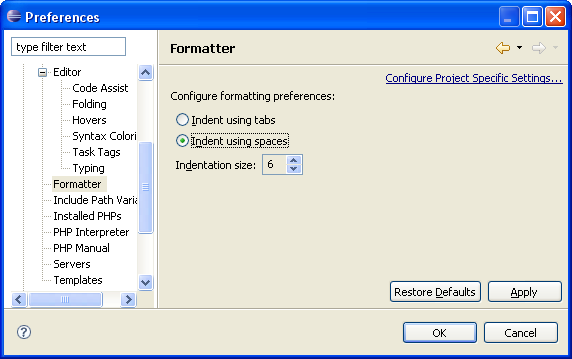 Preferences
type filter text
Editor
Code Assist
Folding
Hovers
Syntax Colori
Task Tags
Typing
Formatter
Include Path Varia
Installed PHPs
PHP Interpreter
PHP Manual
Servers
Templates
Formatter
Configure Project Specific Settings...
Configure formatting preferences:
Indent using tabs
Indent using spaces
Indentation size: 6
Restore Defaults Apply
? OK Cancel